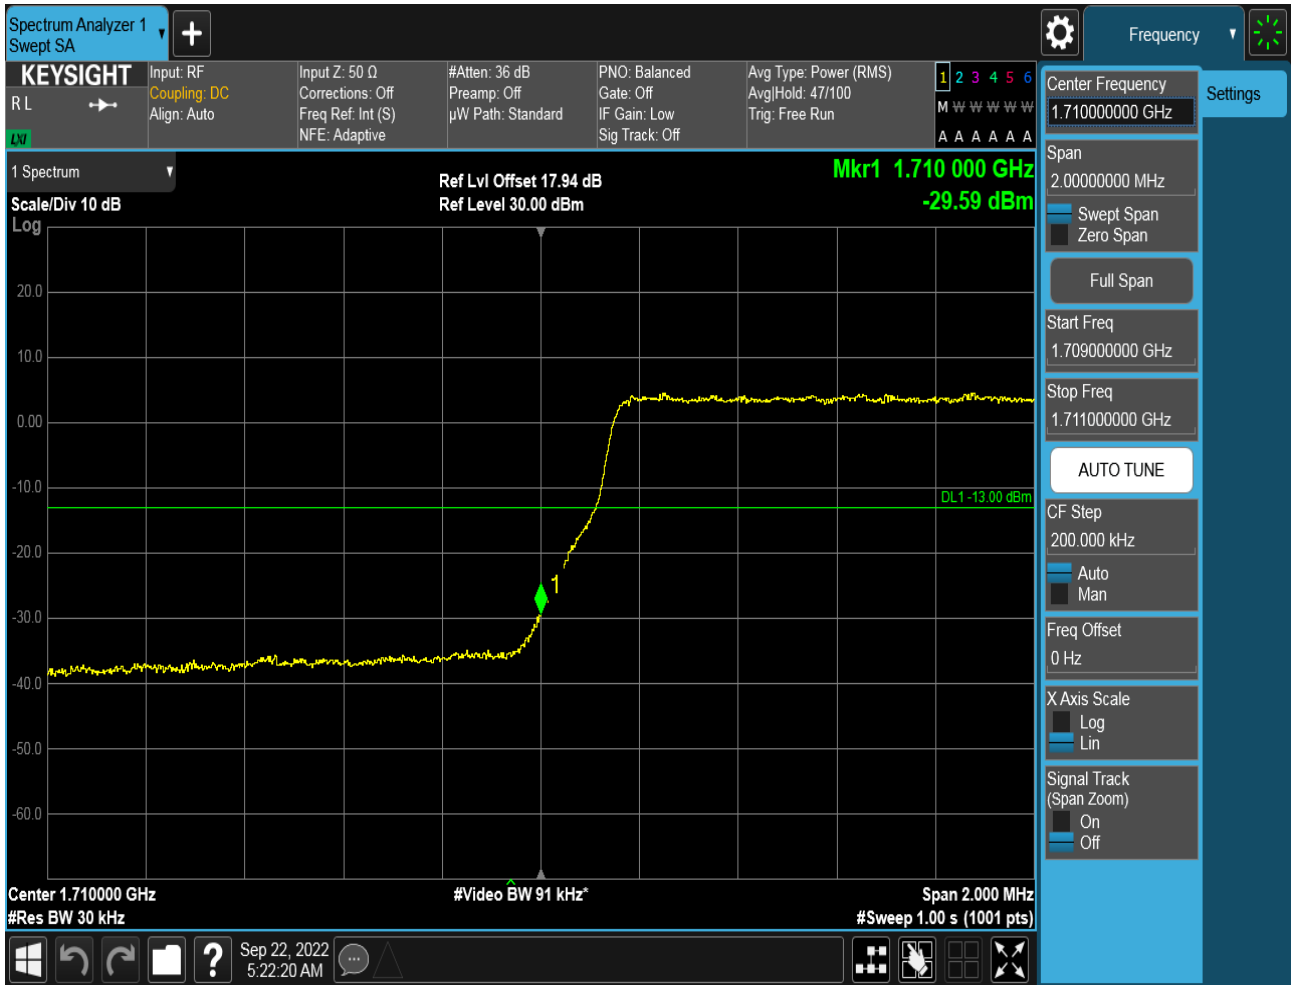 Spectrum Analyzer 1
Swept SA
Frequency
KEYSIGHT
R L
LXI
Input: RF
Coupling: DC
Align: Auto
Input Z: 50 Ω
Corrections: Off
Freq Ref: Int (S)
NFE: Adaptive
#Atten: 36 dB
Preamp: Off
µW Path: Standard
PNO: Balanced
Gate: Off
IF Gain: Low
Sig Track: Off
Avg Type: Power (RMS)
Avg|Hold: 47/100
Trig: Free Run
1 2 3 4 5 6
M W W W W W
A A A A A A
1 Spectrum
Scale/Div 10 dB
Log
Ref Lvl Offset 17.94 dB
Ref Level 30.00 dBm
Mkr1 1.710 000 GHz
-29.59 dBm
20.0
10.0
0.00
-10.0
-20.0
-30.0
-40.0
-50.0
-60.0
DL1 -13.00 dBm
1
Center 1.710000 GHz
#Res BW 30 kHz
#Video BW 91 kHz*
Span 2.000 MHz
#Sweep 1.00 s (1001 pts)
Sep 22, 2022
5:22:20 AM
Center Frequency
1.710000000 GHz
Settings
Span
2.00000000 MHz
Swept Span
Zero Span
Full Span
Start Freq
1.709000000 GHz
Stop Freq
1.711000000 GHz
AUTO TUNE
CF Step
200.000 kHz
Auto
Man
Freq Offset
0 Hz
X Axis Scale
Log
Lin
Signal Track
(Span Zoom)
On
Off